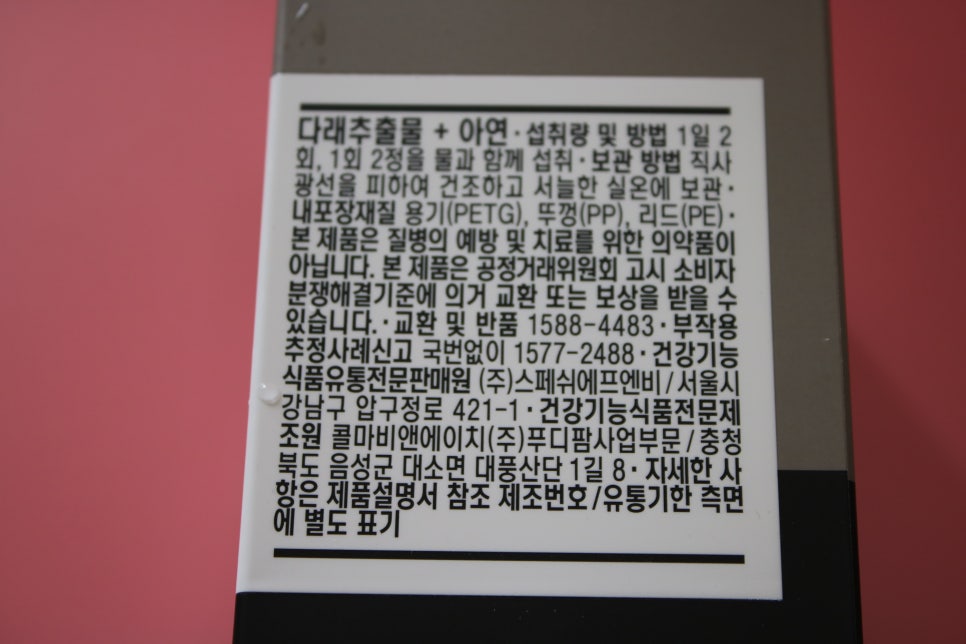 다래추출물 + 아연 · 섭취량 및 방법 1일 2
회, 1회 2정을 물과 함께 섭취 · 보관 방법 직사
광선을 피하여 건조하고 서늘한 실온에 보관 ·
내포장재질 용기(PETG), 뚜껑(PP), 리드(PE) ·
본 제품은 질병의 예방 및 치료를 위한 의약품이
아닙니다. 본 제품은 공정거래위원회 고시 소비자
분쟁해결기준에 의거 교환 또는 보상을 받을 수
있습니다. · 교환 및 반품 1588-4483 · 부작용
추정사례신고 국번없이 1577-2488 · 건강기능
식품유통전문판매원 (주)스페쉬에프엔비 / 서울시
강남구 압구정로 421-1 · 건강기능식품전문제
조원 콜마비앤에이치(주)푸디팜사업부문 / 충청
북도 음성군 대소면 대풍산단 1길 8 · 자세한 사
항은 제품설명서 참조 제조번호/유통기한 측면
에 별도 표기